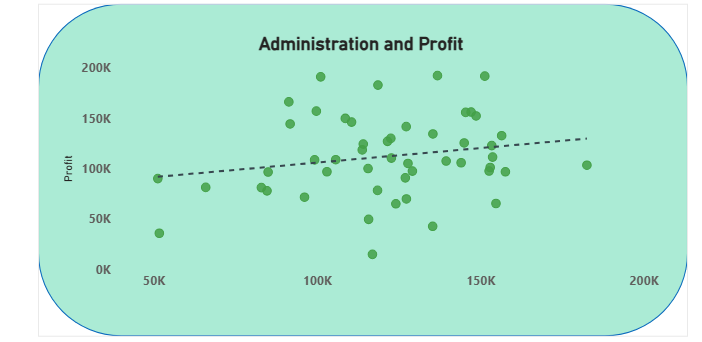 Administration and Profit
200K
150K
100K
50K
0K
Profit
50K 100K 150K 200K